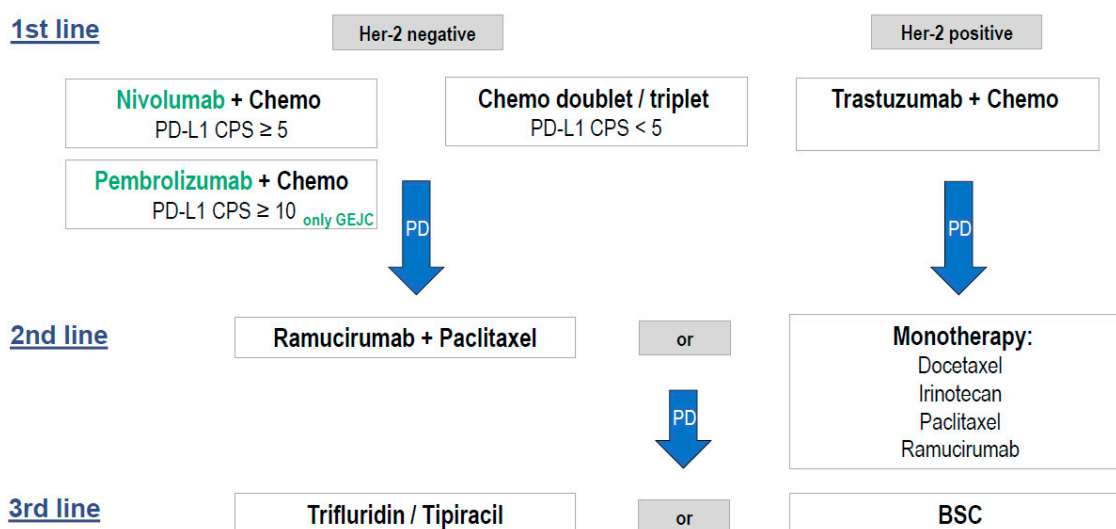 1st line
Her-2 negative
Her-2 positive
Nivolumab + Chemo
PD-L1 CPS ≥ 5
Chemo doublet / triplet
PD-L1 CPS < 5
Trastuzumab + Chemo
Pembrolizumab + Chemo
PD-L1 CPS ≥ 10 only GEJC
PD
PD
2nd line
Ramucirumab + Paclitaxel
or
Monotherapy:
Docetaxel
Irinotecan
Paclitaxel
Ramucirumab
PD
3rd line
Trifluridin / Tipiracil
or
BSC